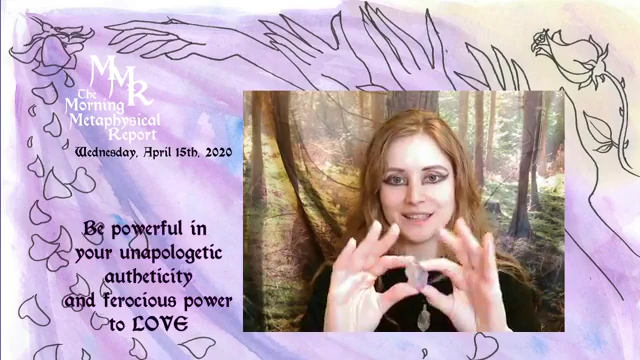 MMR
The
Morning
Metaphysical
Report
Wednesday, April 15th, 2020
Be powerful in
your unapologetic
autheticity
and ferocious power
to LOVE